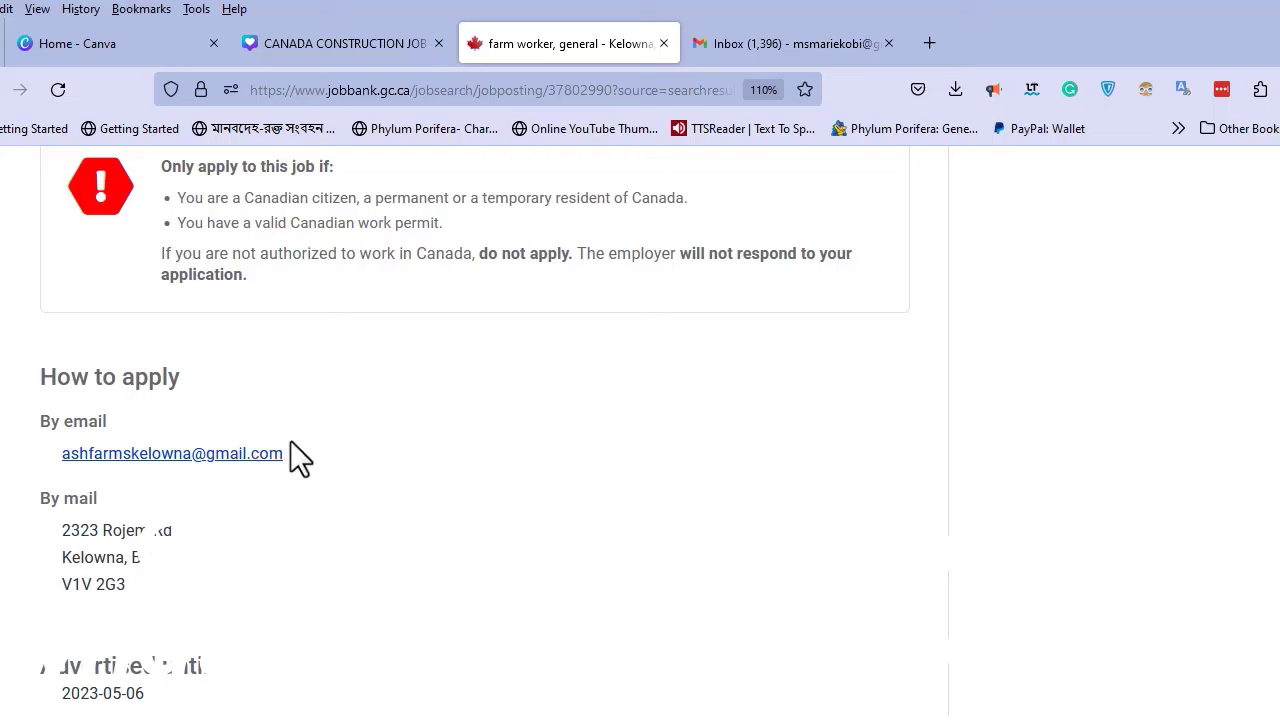 dit View History Bookmarks Tools Help
Home - Canva CANADA CONSTRUCTION JOB farm worker, general - Kelowna, Inbox (1,396) - msmariekobi@g
https://www.jobbank.gc.ca/jobsearch/jobposting/37802990?source=searchresu 110%
etting Started Getting Started মানবদেহ-রক্ত সংবহন ... Phylum Porifera- Char... Online YouTube Thum... TTSReader | Text To Sp... Phylum Porifera: Gene... PayPal: Wallet Other Book
Only apply to this job if:
• You are a Canadian citizen, a permanent or a temporary resident of Canada.
• You have a valid Canadian work permit.
If you are not authorized to work in Canada, do not apply. The employer will not respond to your
application.
How to apply
By email
ashfarmskelowna@gmail.com
By mail
2323 Rojem Rd
Kelowna,
V1V 2G3
2023-05-06